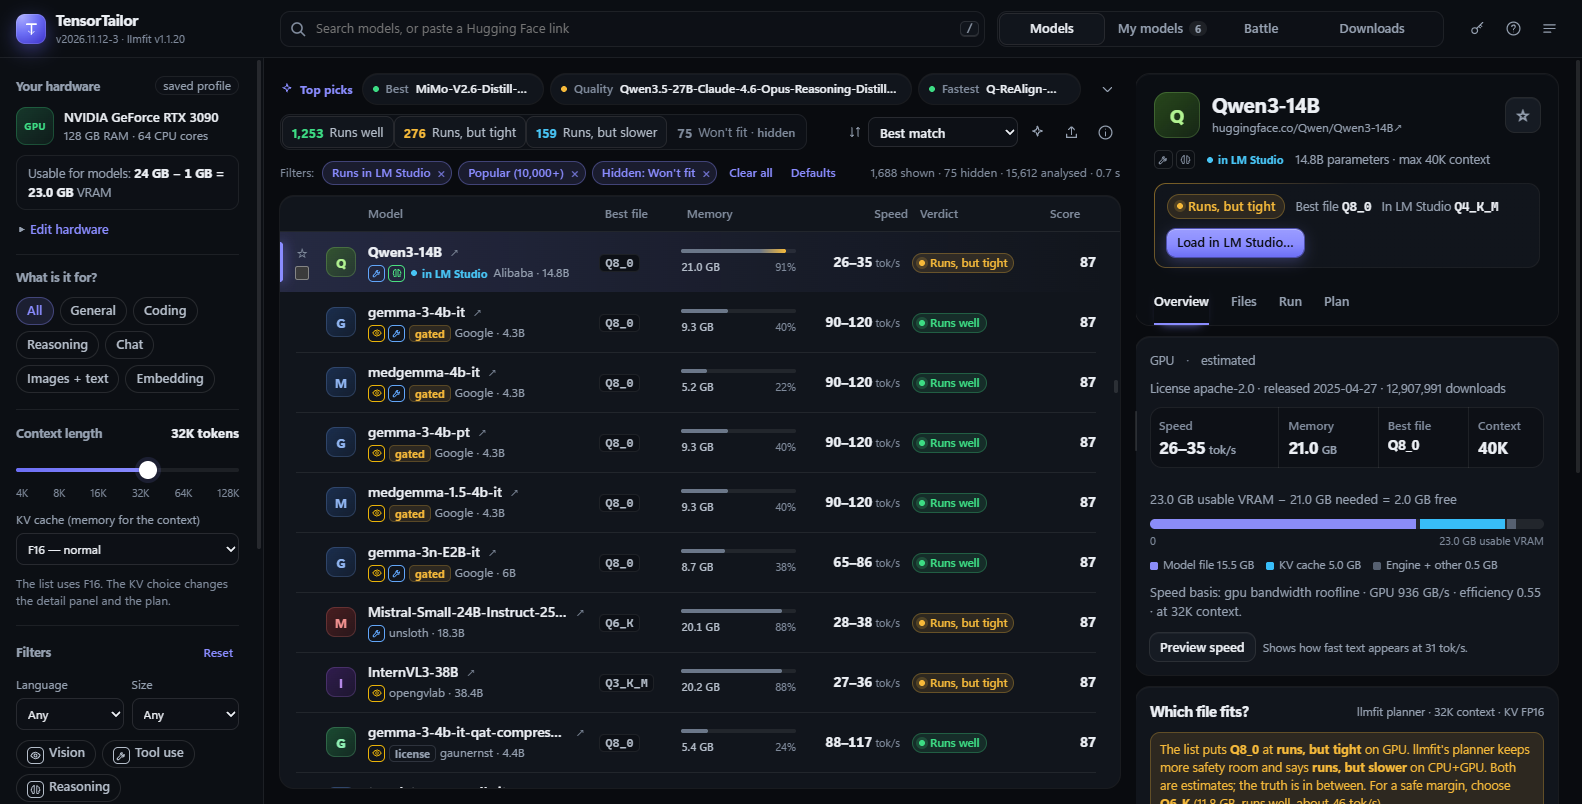 TensorTailor
v2026.11.12-3 · llmfit v1.1.20
Search models, or paste a Hugging Face link
/
Models
My models 6
Battle
Downloads
Your hardware
saved profile
GPU
NVIDIA GeForce RTX 3090
128 GB RAM · 64 CPU cores
Usable for models: 24 GB − 1 GB =
23.0 GB VRAM
Edit hardware
What is it for?
All
General
Coding
Reasoning
Chat
Images + text
Embedding
Context length
32K tokens
4K 8K 16K 32K 64K 128K
KV cache (memory for the context)
F16 — normal
The list uses F16. The KV choice changes
the detail panel and the plan.
Filters
Reset
Language
Size
Any
Any
Vision
Tool use
Reasoning
Top picks
Best MiMo-V2.6-Distill-...
Quality Qwen3.5-27B-Claude-4.6-Opus-Reasoning-Distill...
Fastest Q-ReAlign-...
1,253 Runs well
276 Runs, but tight
159 Runs, but slower
75 Won't fit · hidden
Best match
Filters:
Runs in LM Studio ×
Popular (10,000+) ×
Hidden: Won't fit ×
Clear all
Defaults
1,688 shown · 75 hidden · 15,612 analysed · 0.7 s
Model
Best file
Memory
Speed
Verdict
Score
Q
Qwen3-14B ↗
in LM Studio Alibaba · 14.8B
Q8_0
21.0 GB 91%
26–35 tok/s
Runs, but tight
87
G
gemma-3-4b-it ↗
gated Google · 4.3B
Q8_0
9.3 GB 40%
90–120 tok/s
Runs well
87
M
medgemma-4b-it ↗
gated Google · 4.3B
Q8_0
5.2 GB 22%
90–120 tok/s
Runs well
87
G
gemma-3-4b-pt ↗
gated Google · 4.3B
Q8_0
9.3 GB 40%
90–120 tok/s
Runs well
87
M
medgemma-1.5-4b-it ↗
gated Google · 4.3B
Q8_0
9.3 GB 40%
90–120 tok/s
Runs well
87
G
gemma-3n-E2B-it ↗
gated Google · 6B
Q8_0
8.7 GB 38%
65–86 tok/s
Runs well
87
M
Mistral-Small-24B-Instruct-25... ↗
unsloth · 18.3B
Q6_K
20.1 GB 88%
28–38 tok/s
Runs, but tight
87
I
InternVL3-38B ↗
opengvlab · 38.4B
Q3_K_M
20.2 GB 88%
27–36 tok/s
Runs, but tight
87
G
gemma-3-4b-it-qat-compres... ↗
license gaunernst · 4.4B
Q8_0
5.4 GB 24%
88–117 tok/s
Runs well
87
Q
Qwen3-14B
huggingface.co/Qwen/Qwen3-14B↗
in LM Studio 14.8B parameters · max 40K context
Runs, but tight Best file Q8_0 In LM Studio Q4_K_M
Load in LM Studio...
Overview
Files
Run
Plan
GPU · estimated
License apache-2.0 · released 2025-04-27 · 12,907,991 downloads
Speed
26–35 tok/s
Memory
21.0 GB
Best file
Q8_0
Context
40K
23.0 GB usable VRAM − 21.0 GB needed = 2.0 GB free
0
23.0 GB usable VRAM
Model file 15.5 GB KV cache 5.0 GB Engine + other 0.5 GB
Speed basis: gpu bandwidth roofline · GPU 936 GB/s · efficiency 0.55
· at 32K context.
Preview speed
Shows how fast text appears at 31 tok/s.
Which file fits?
llmfit planner · 32K context · KV FP16
The list puts Q8_0 at runs, but tight on GPU. llmfit's planner keeps
more safety room and says runs, but slower on CPU+GPU. Both
are estimates; the truth is in between. For a safe margin, choose
Q6_K (11.8 GB, runs well, about 46 tok/s).